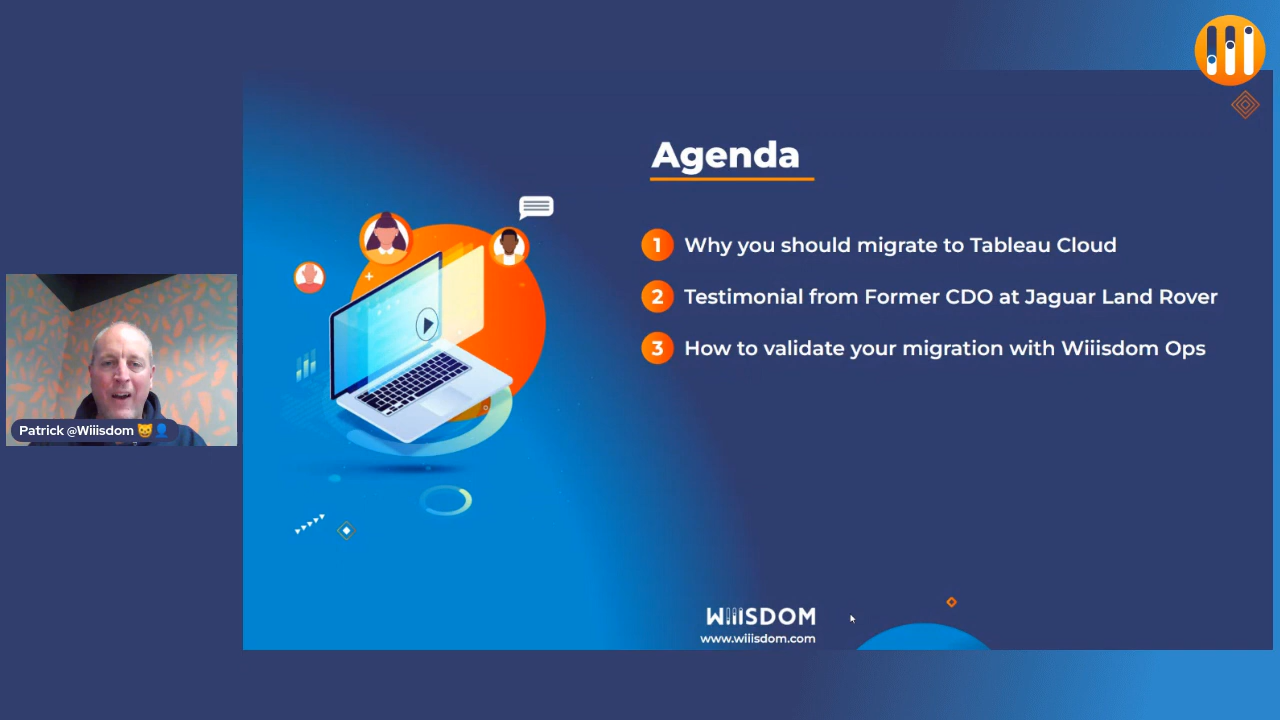 Agenda
1 Why you should migrate to Tableau Cloud
2 Testimonial from Former CDO at Jaguar Land Rover
3 How to validate your migration with Wiiisdom Ops
Patrick @Wiiisdom 😺👤
WIIISDOM
www.wiiisdom.com